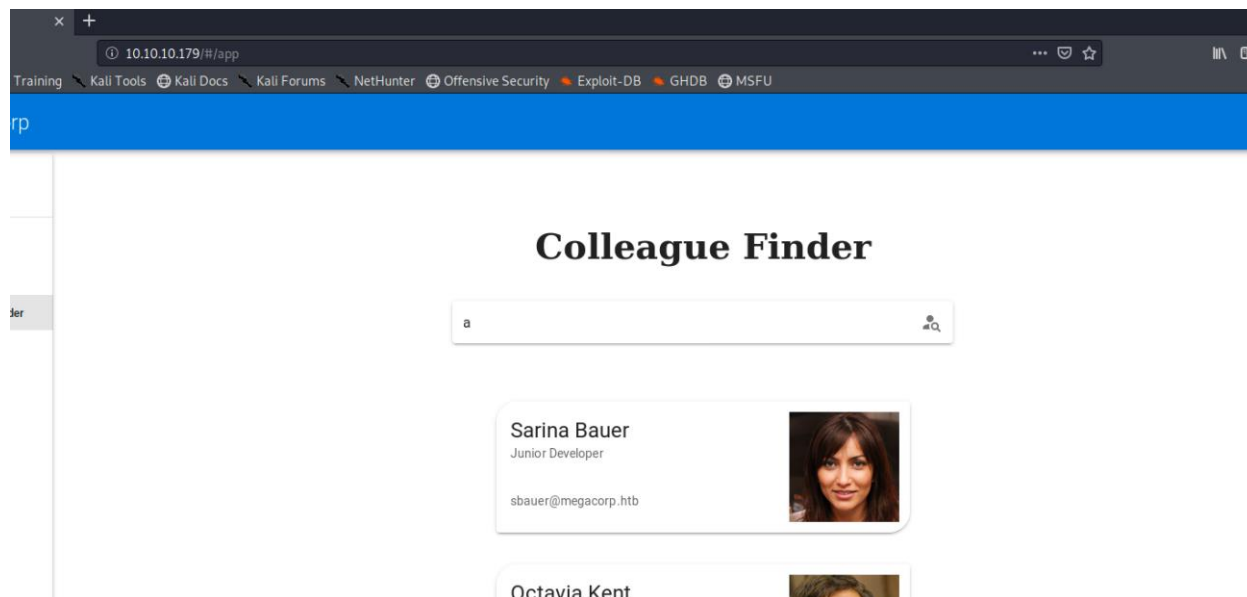 × +
10.10.10.179/#/app
Training Kali Tools Kali Docs Kali Forums NetHunter Offensive Security Exploit-DB GHDB MSFU
rp
Colleague Finder
der
a
Sarina Bauer
Junior Developer
sbauer@megacorp.htb
Octavia Kent